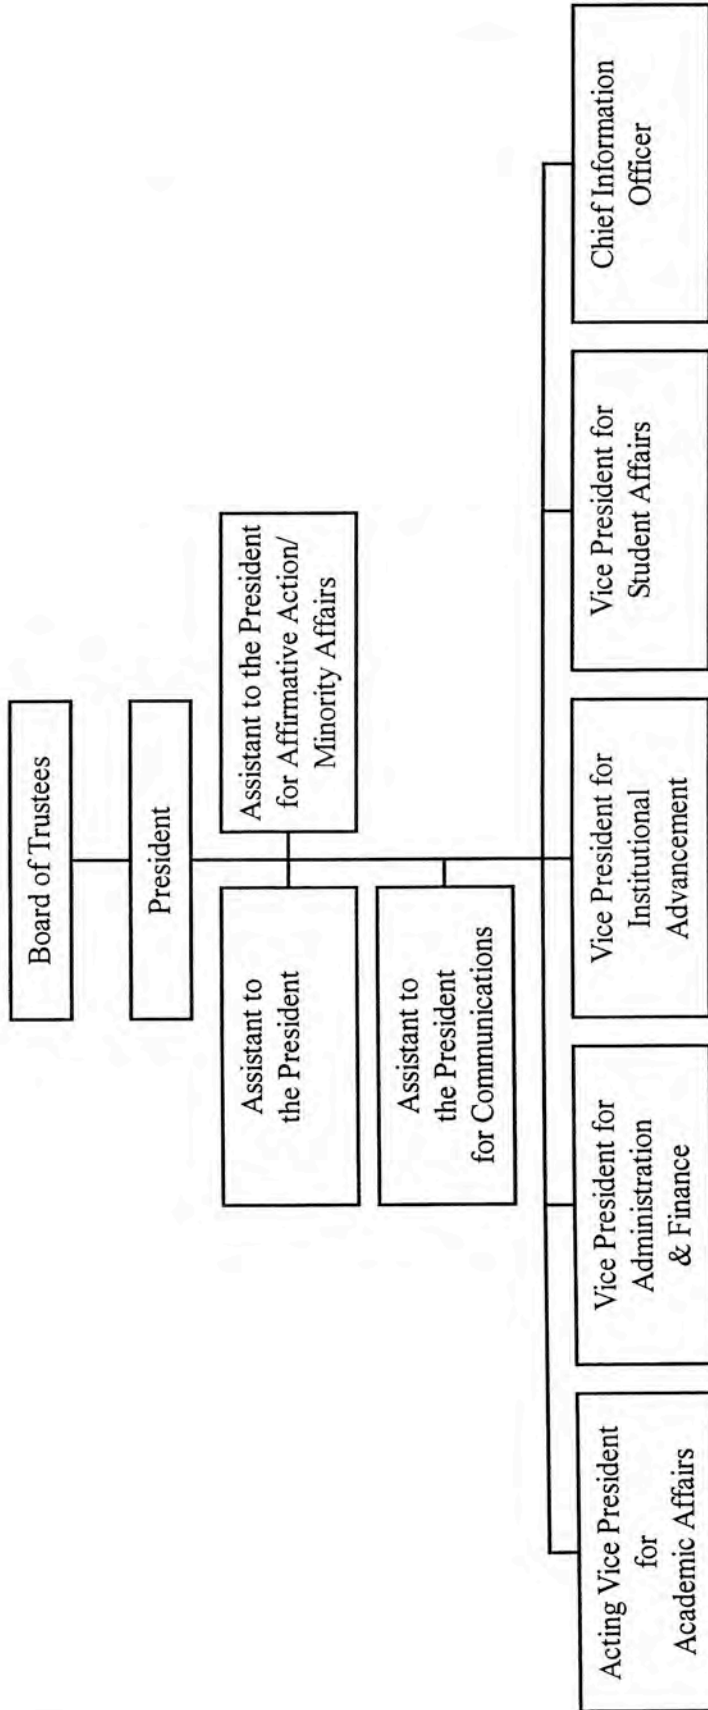 Board of Trustees
President
Assistant to
the President
Assistant to the President
for Affirmative Action/
Minority Affairs
Assistant to
the President
for Communications
Acting Vice President
for
Academic Affairs
Vice President for
Administration
& Finance
Vice President for
Institutional
Advancement
Vice President for
Student Affairs
Chief Information
Officer